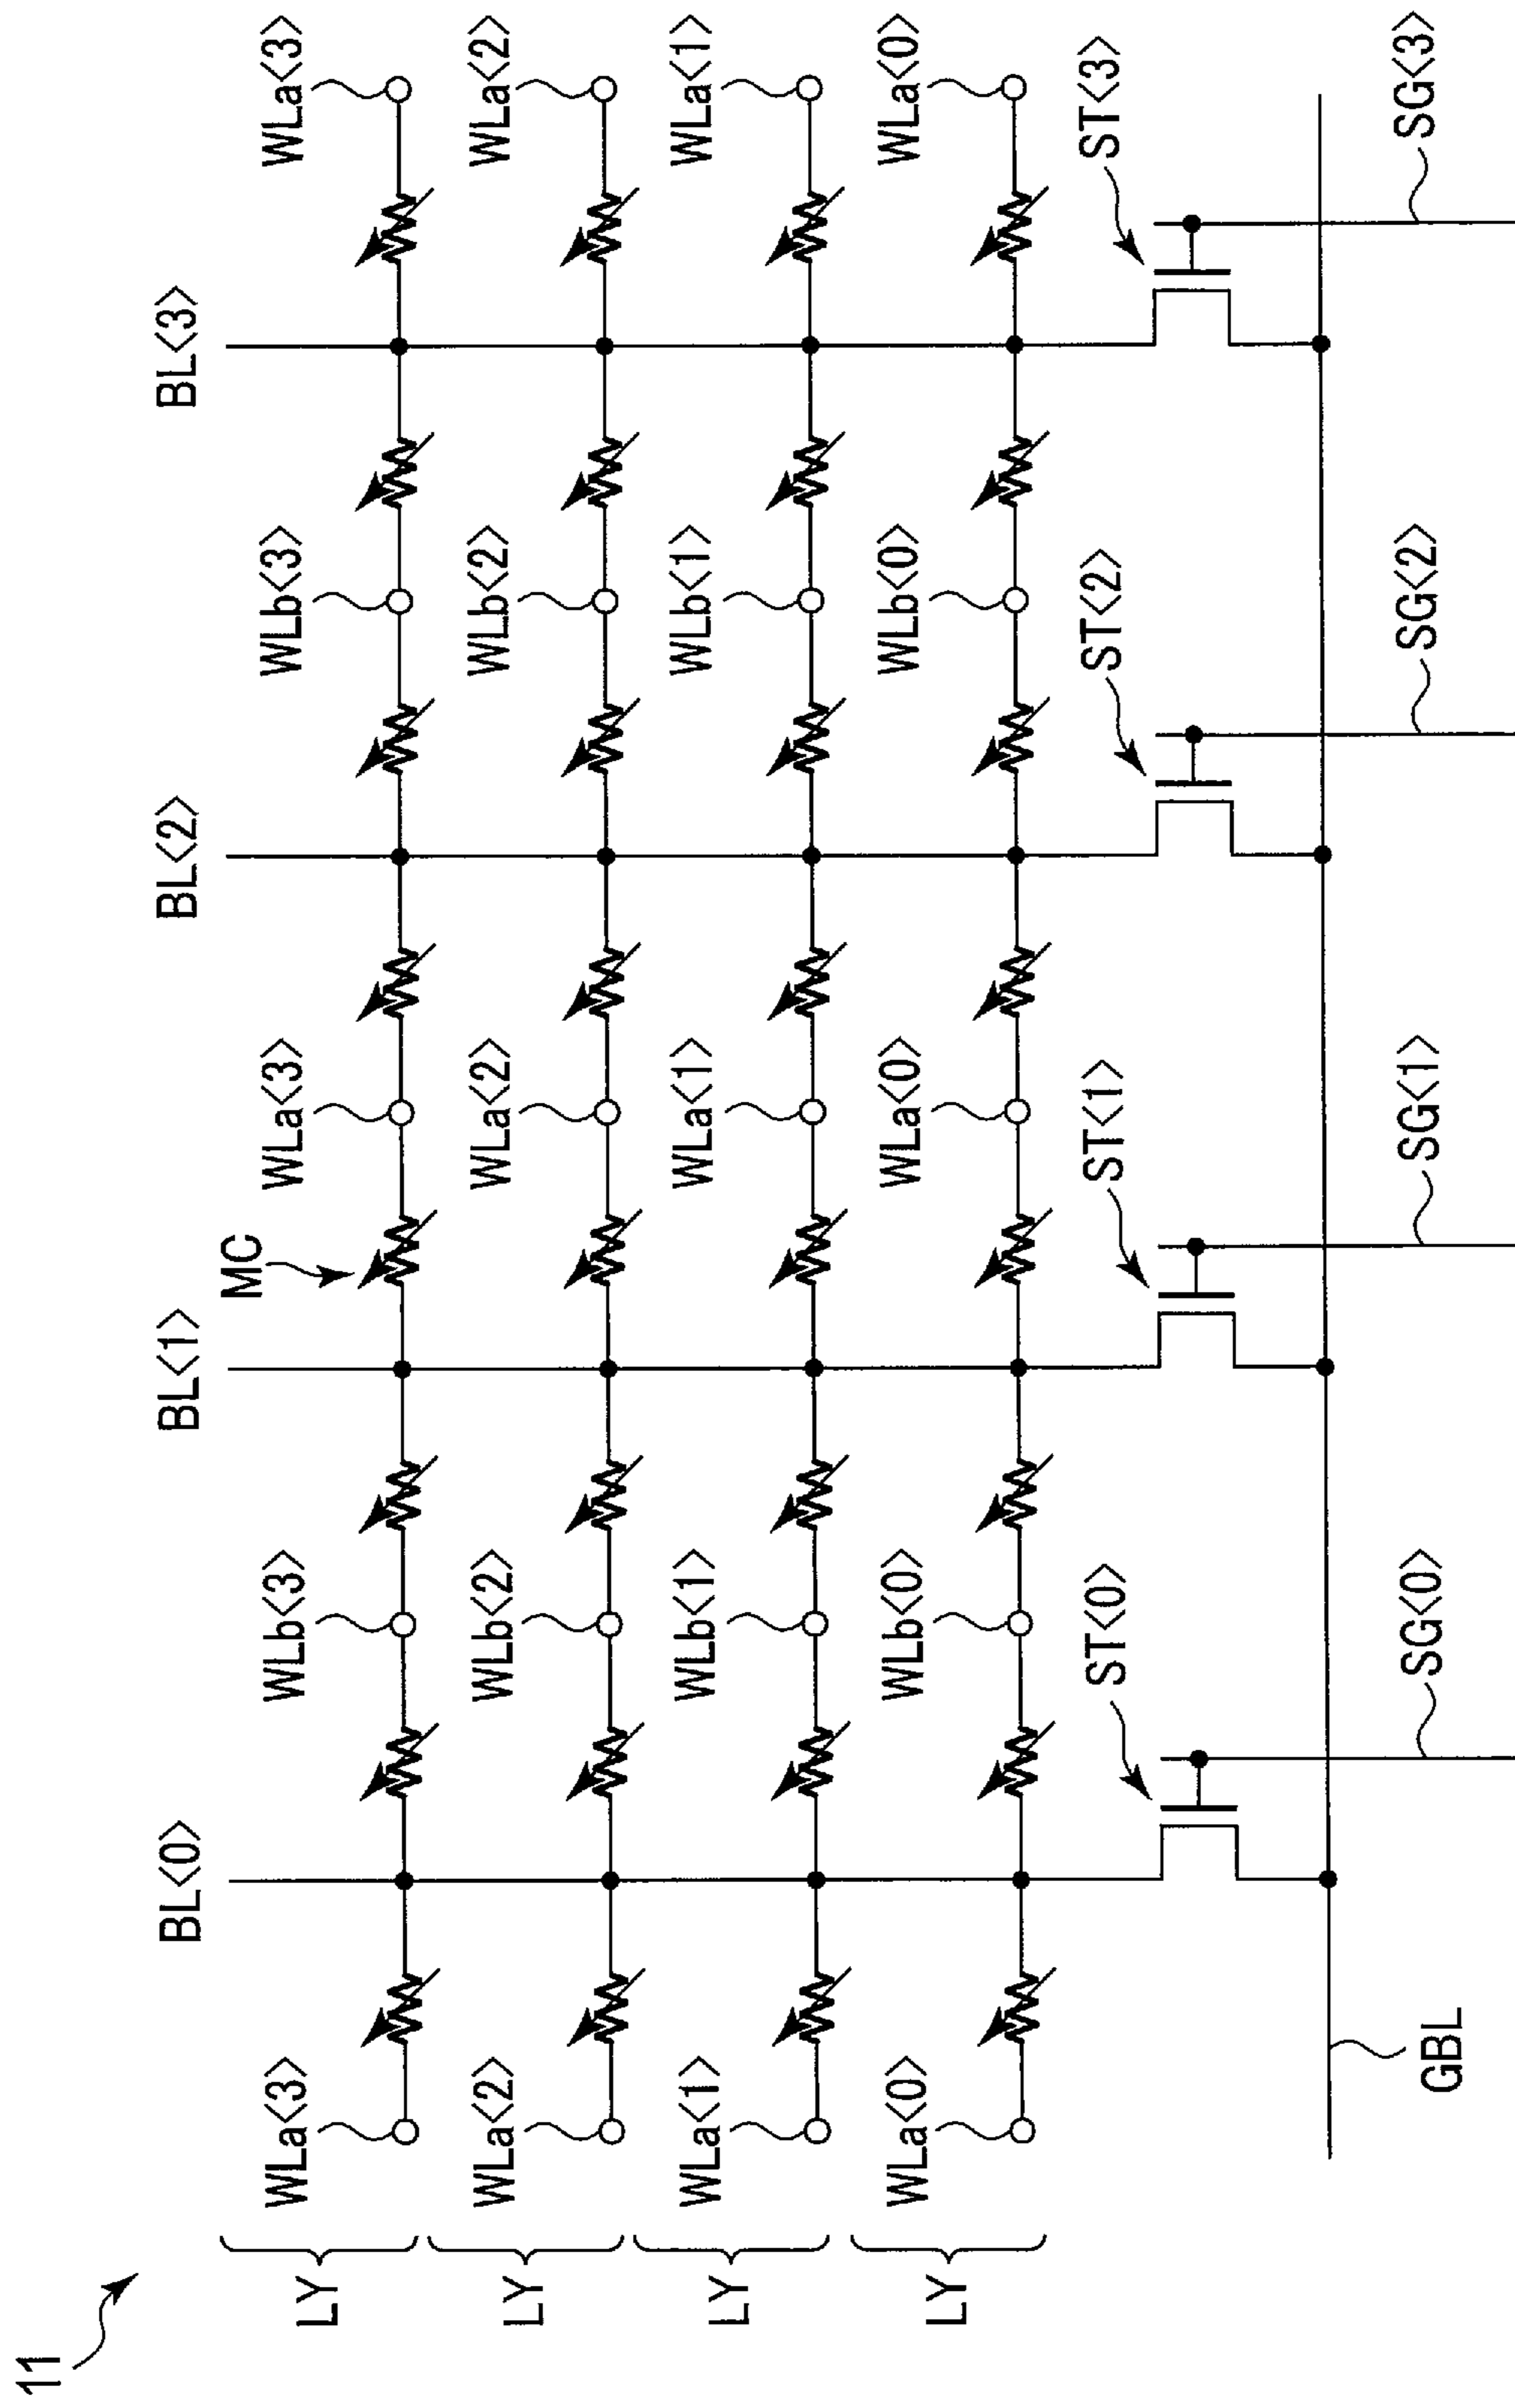 11
BL<0>
BL<1>
BL<2>
BL<3>
MC
LY
WLa<3>
WLb<3>
WLa<3>
WLb<3>
WLa<3>
LY
WLa<2>
WLb<2>
WLa<2>
WLb<2>
WLa<2>
LY
WLa<1>
WLb<1>
WLa<1>
WLb<1>
WLa<1>
LY
WLa<0>
WLb<0>
WLa<0>
WLb<0>
WLa<0>
ST<0>
ST<1>
ST<2>
ST<3>
GBL
SG<0>
SG<1>
SG<2>
SG<3>